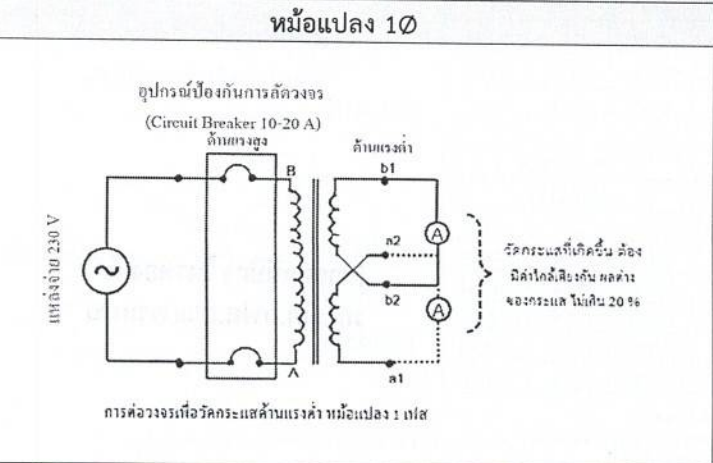 หม้อแปลง 1Ø
อุปกรณ์ป้องกันการลัดวงจร
(Circuit Breaker 10-20 A)
ด้านแรงสูง
ด้านแรงต่ำ
B
b1
แหล่งจ่าย 230 V
A
a2
b2
A
A
a1
วัดกระแสที่เกิดขึ้น ต้อง
มีค่าใกล้เคียงกัน ผลต่าง
ของกระแส ไม่เกิน 20 %
การต่อวงจรเพื่อวัดกระแสด้านแรงต่ำ หม้อแปลง 1 เฟส